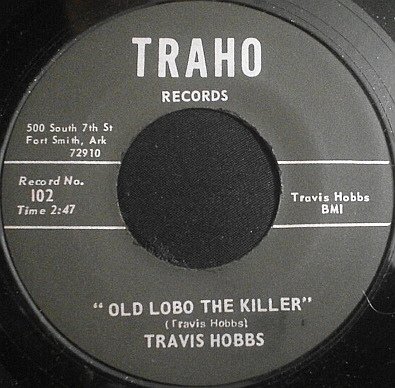 TRAHO
RECORDS
500 South 7th St
Fort Smith, Ark
72910
Record No.
102
Time 2:47
Travis Hobbs
BMI
"OLD LOBO THE KILLER"
(Travis Hobbs)
TRAVIS HOBBS